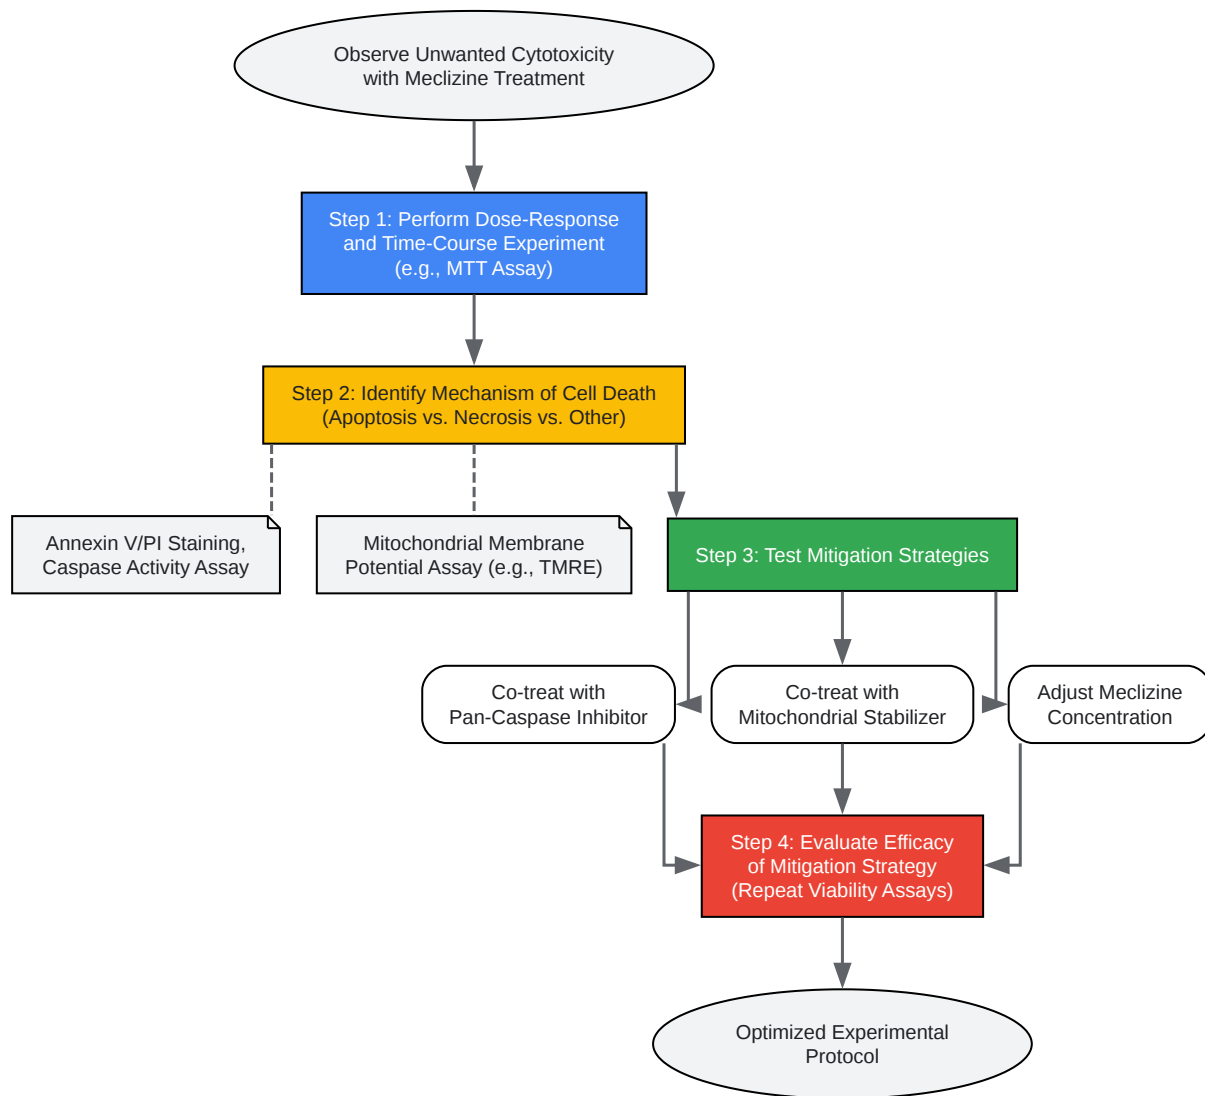 Observe Unwanted Cytotoxicity
with Meclizine Treatment
Step 1: Perform Dose-Response
and Time-Course Experiment
(e.g., MTT Assay)
Step 2: Identify Mechanism of Cell Death
(Apoptosis vs. Necrosis vs. Other)
Annexin V/PI Staining,
Caspase Activity Assay
Mitochondrial Membrane
Potential Assay (e.g., TMRE)
Step 3: Test Mitigation Strategies
Co-treat with
Pan-Caspase Inhibitor
Co-treat with
Mitochondrial Stabilizer
Adjust Meclizine
Concentration
Step 4: Evaluate Efficacy
of Mitigation Strategy
(Repeat Viability Assays)
Optimized Experimental
Protocol